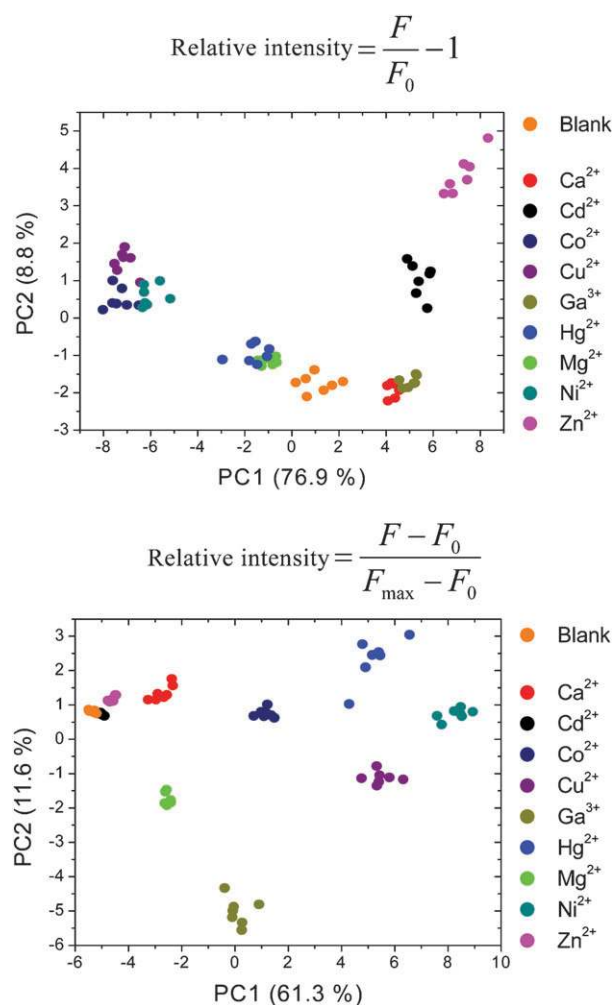 Relative intensity = F/F₀ − 1
5
4
3
2
1
0
-1
-2
-3
PC2 (8.8 %)
-8 -6 -4 -2 0 2 4 6 8
PC1 (76.9 %)
Blank
Ca²⁺
Cd²⁺
Co²⁺
Cu²⁺
Ga³⁺
Hg²⁺
Mg²⁺
Ni²⁺
Zn²⁺
Relative intensity = (F − F₀)/(Fmax − F₀)
3
2
1
0
-1
-2
-3
-4
-5
-6
PC2 (11.6 %)
-6 -4 -2 0 2 4 6 8 10
PC1 (61.3 %)
Blank
Ca²⁺
Cd²⁺
Co²⁺
Cu²⁺
Ga³⁺
Hg²⁺
Mg²⁺
Ni²⁺
Zn²⁺